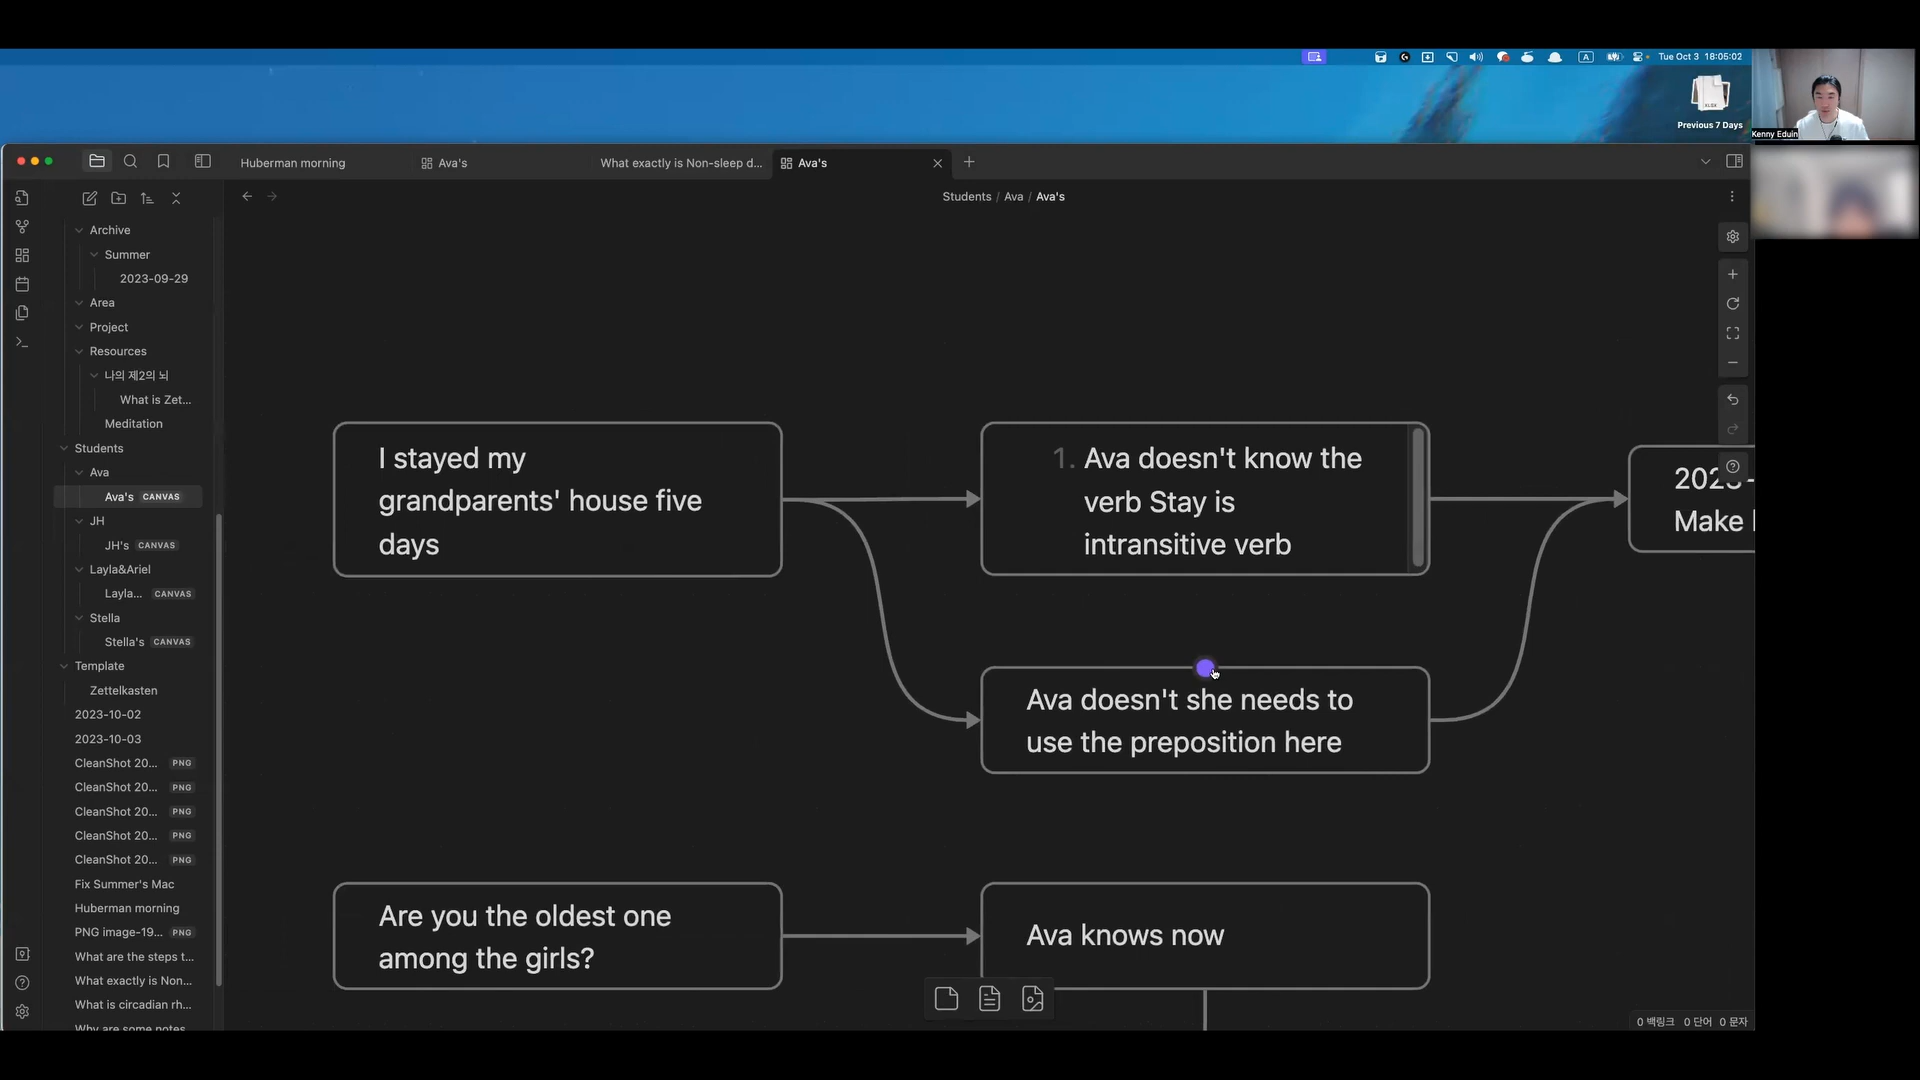 Tue Oct 3 18:05:02
XLSX
Previous 7 Days
Kenny Eduin
Huberman morning
Ava's
What exactly is Non-sleep d...
Ava's
Students / Ava / Ava's
Archive
Summer
2023-09-29
Area
Project
Resources
나의 제2의 뇌
What is Zet...
Meditation
Students
Ava
Ava's CANVAS
JH
JH's CANVAS
Layla&Ariel
Layla... CANVAS
Stella
Stella's CANVAS
Template
Zettelkasten
2023-10-02
2023-10-03
CleanShot 20... PNG
CleanShot 20... PNG
CleanShot 20... PNG
CleanShot 20... PNG
CleanShot 20... PNG
Fix Summer's Mac
Huberman morning
PNG image-19... PNG
What are the steps t...
What exactly is Non...
What is circadian rh...
Why are some notes
I stayed my
grandparents' house five
days
1. Ava doesn't know the
verb Stay is
intransitive verb
Ava doesn't she needs to
use the preposition here
Make
Are you the oldest one
among the girls?
Ava knows now
0 백링크 0 단어 0 문자